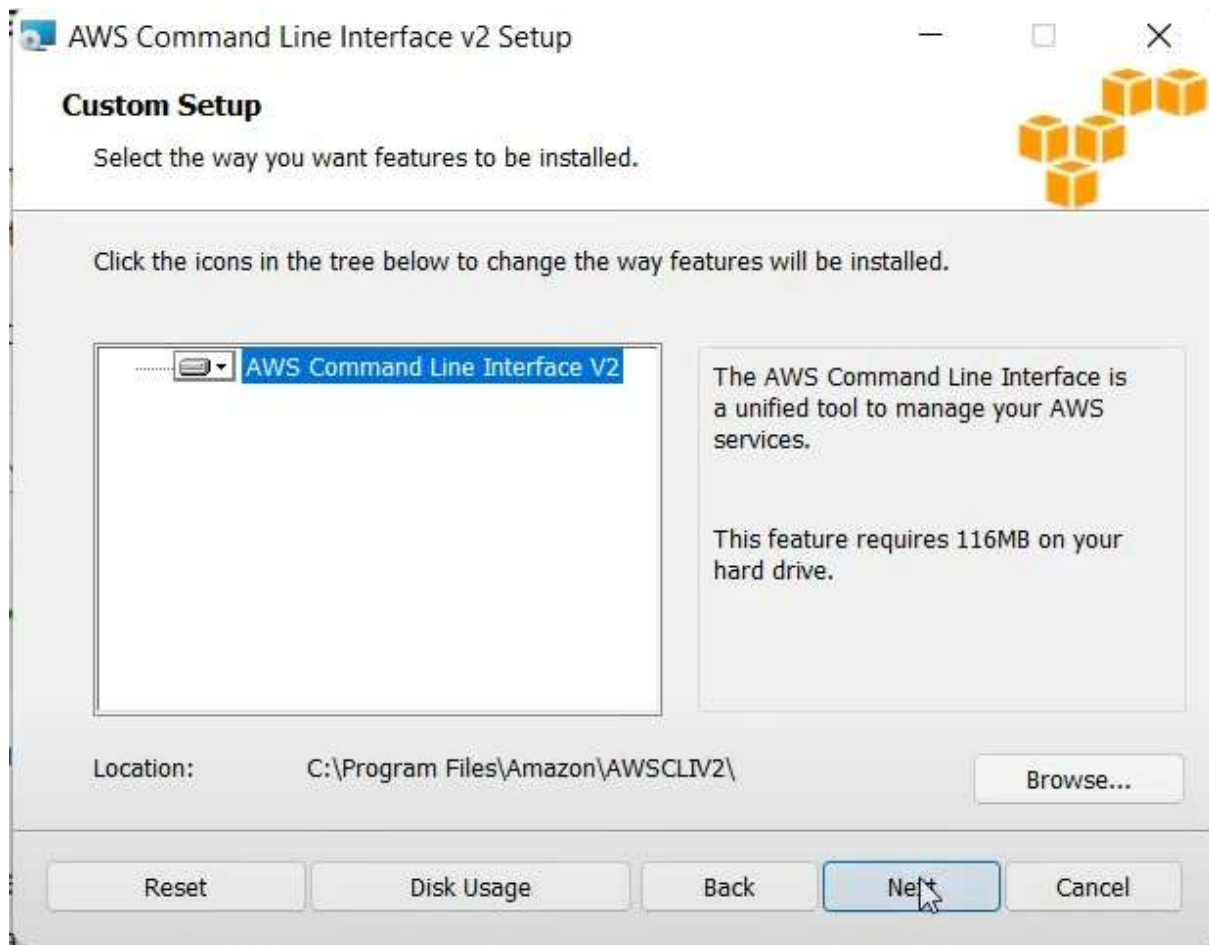 AWS Command Line Interface v2 Setup
Custom Setup
Select the way you want features to be installed.
Click the icons in the tree below to change the way features will be installed.
AWS Command Line Interface V2
The AWS Command Line Interface is
a unified tool to manage your AWS
services.
This feature requires 116MB on your
hard drive.
Location: C:\Program Files\Amazon\AWSCLIV2\
Browse...
Reset Disk Usage Back Next Cancel